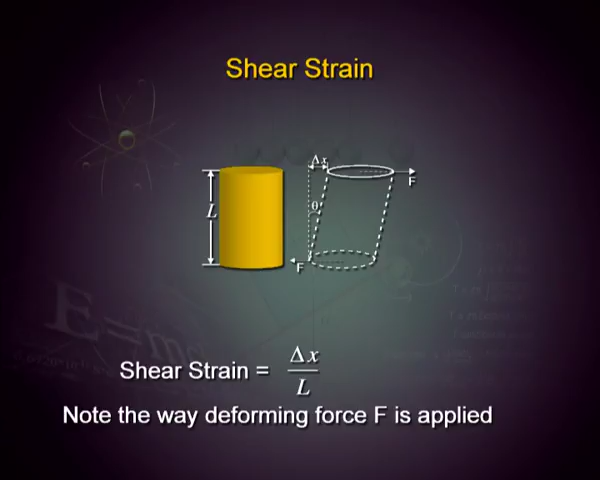 Shear Strain
Δx
F
L
θ
F
Shear Strain = Δx / L
Note the way deforming force F is applied
E=m